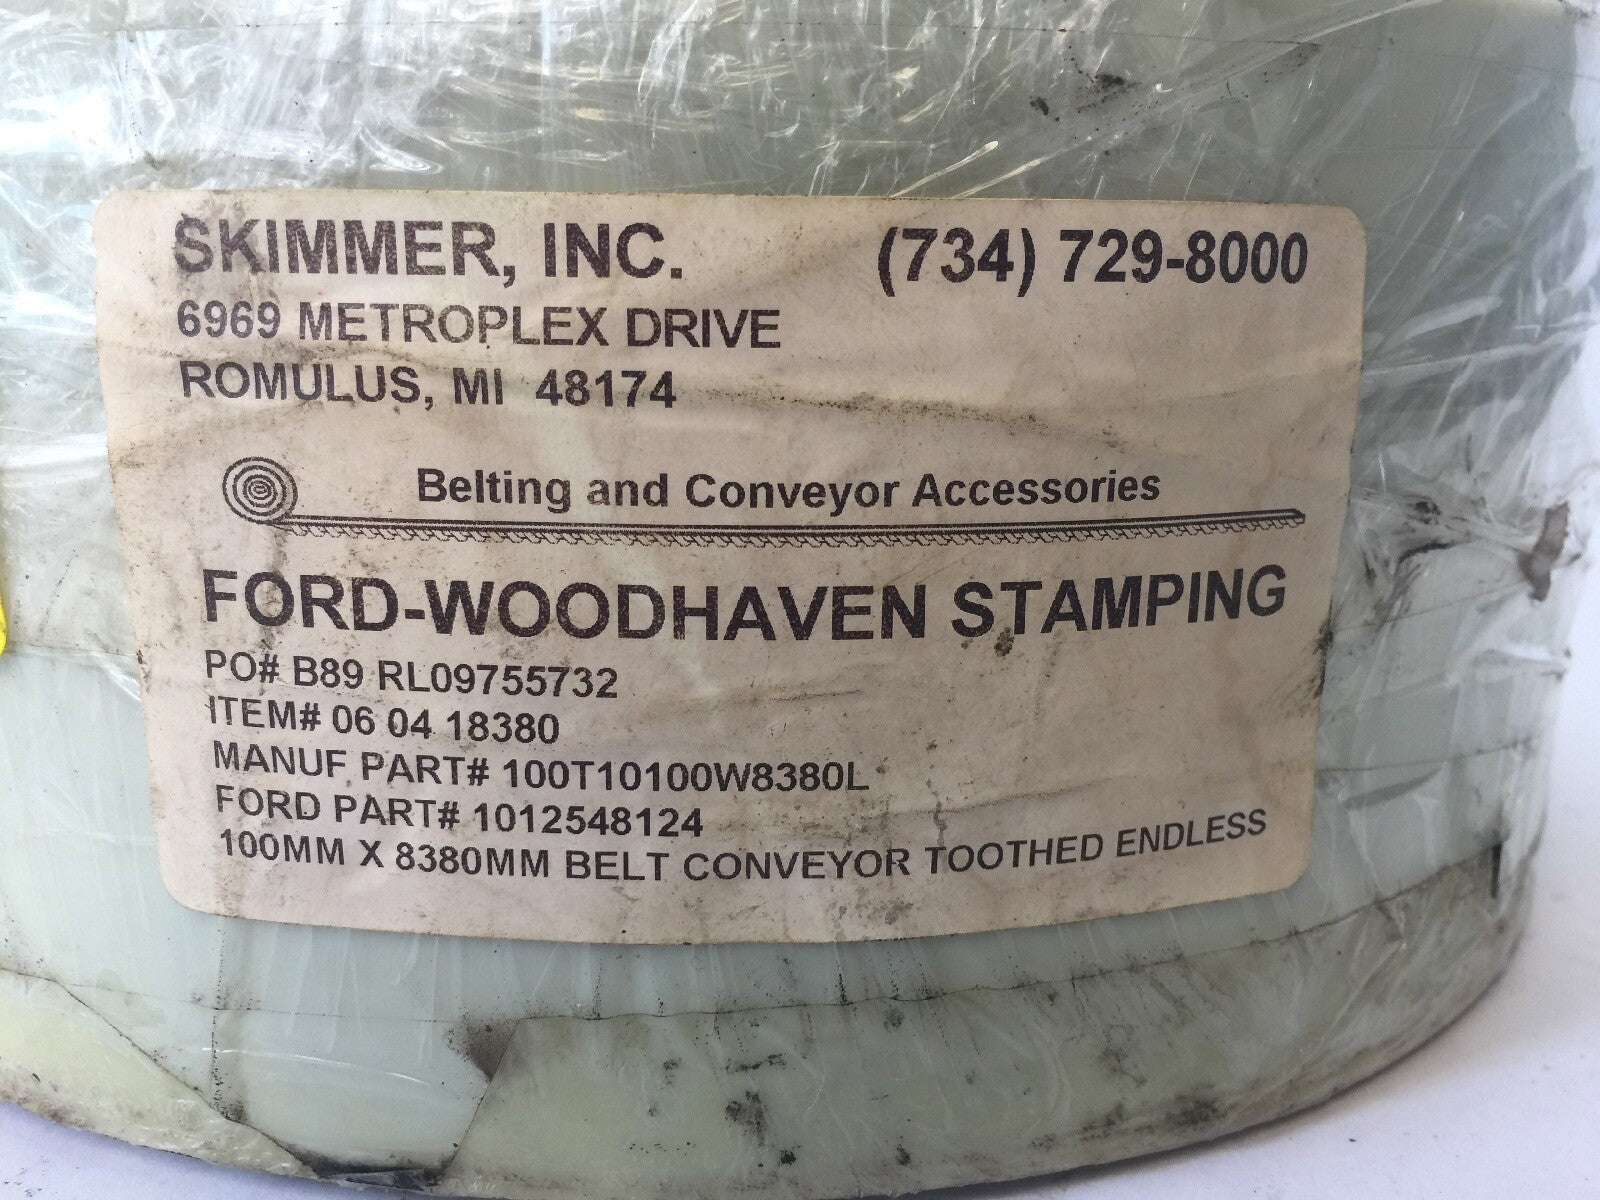 SKIMMER, INC. (734) 729-8000
6969 METROPLEX DRIVE
ROMULUS, MI 48174
Belting and Conveyor Accessories
FORD-WOODHAVEN STAMPING
PO# B89 RL09755732
ITEM# 06 04 18380
MANUF PART# 100T10100W8380L
FORD PART# 1012548124
100MM X 8380MM BELT CONVEYOR TOOTHED ENDLESS